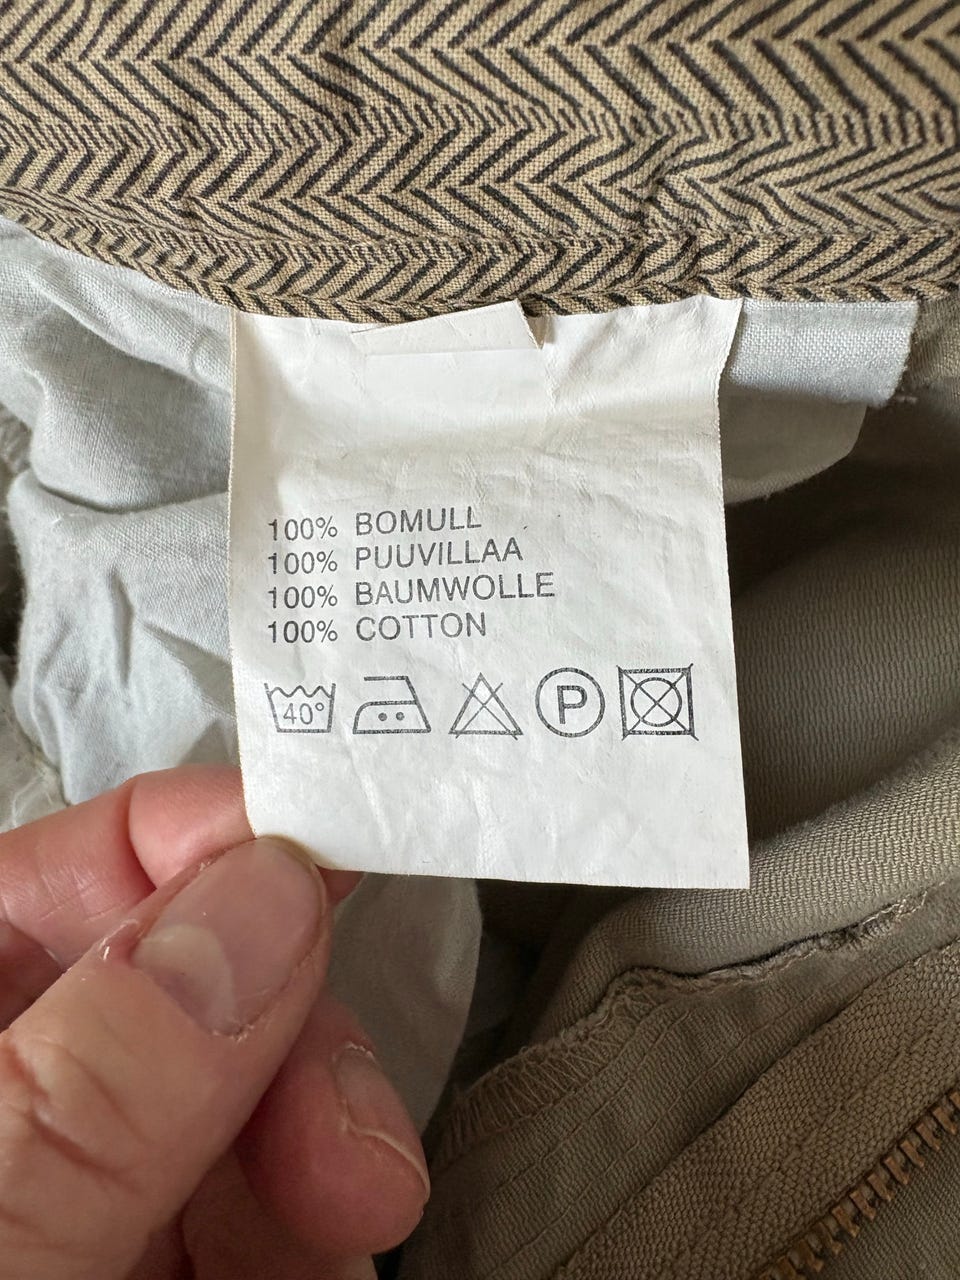 100% BOMULL
100% PUUVILLAA
100% BAUMWOLLE
100% COTTON
40° P